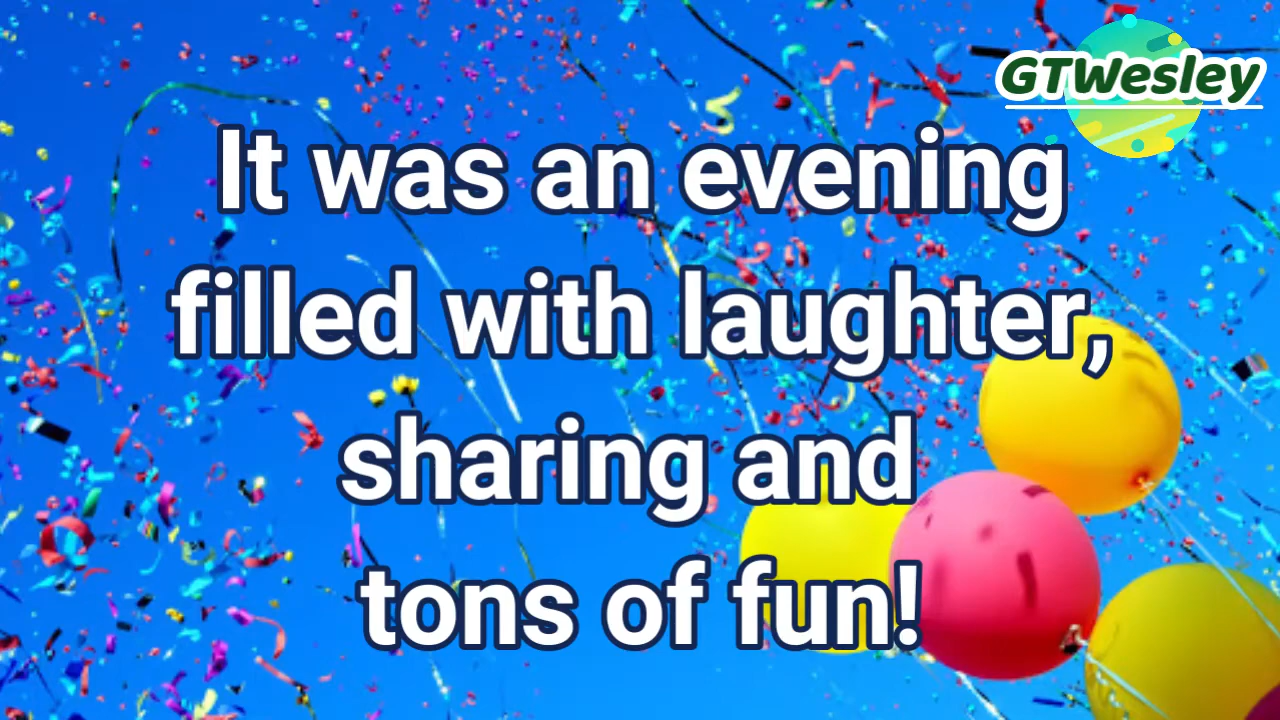 GTWesley
It was an evening
filled with laughter,
sharing and
tons of fun!